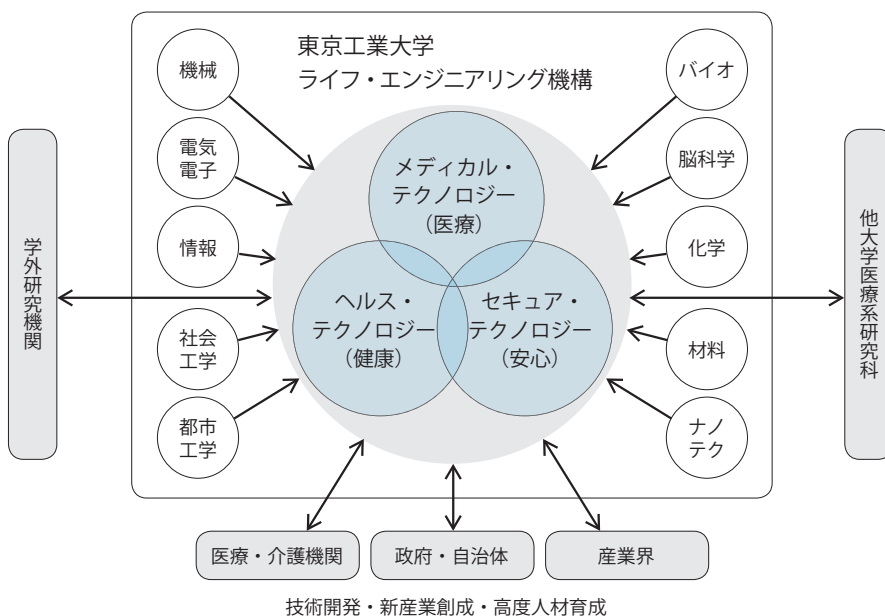 東京工業大学
ライフ・エンジニアリング機構
機械
電気
電子
情報
社会
工学
都市
工学
バイオ
脳科学
化学
材料
ナノ
テク
メディカル・
テクノロジー
（医療）
ヘルス・
テクノロジー
（健康）
セキュア・
テクノロジー
（安心）
学外研究機関
他大学医療系研究科
医療・介護機関
政府・自治体
産業界
技術開発・新産業創成・高度人材育成